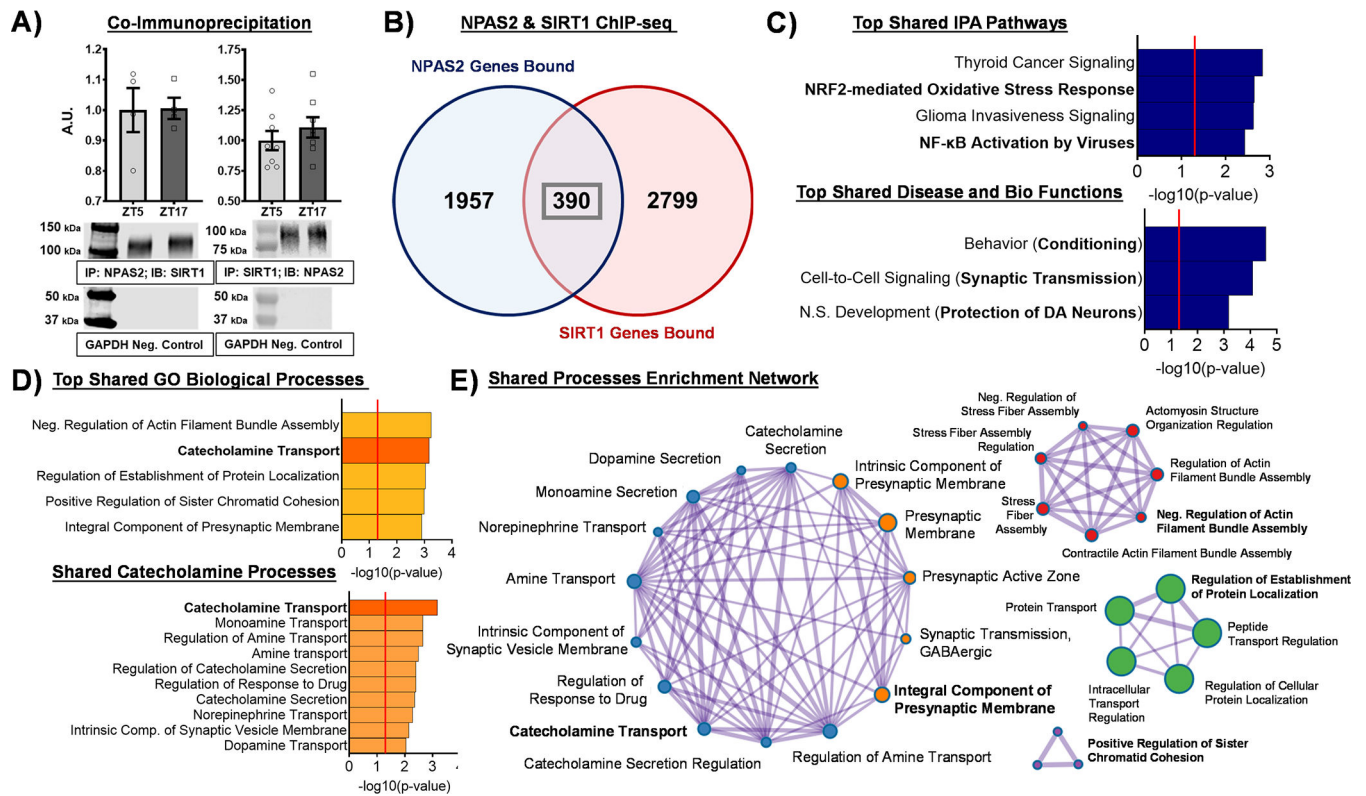 A)
Co-Immunoprecipitation
A.U.
1.2
1.1
1.0
0.9
0.8
0.7
ZT5 ZT17
1.75
1.50
1.25
1.00
0.75
0.50
ZT5 ZT17
150 kDa
100 kDa
IP: NPAS2; IB: SIRT1
50 kDa
37 kDa
GAPDH Neg. Control
100 kDa
75 kDa
IP: SIRT1; IB: NPAS2
50 kDa
37 kDa
GAPDH Neg. Control
B)
NPAS2 & SIRT1 ChIP-seq
NPAS2 Genes Bound
1957
390
2799
SIRT1 Genes Bound
C)
Top Shared IPA Pathways
Thyroid Cancer Signaling
NRF2-mediated Oxidative Stress Response
Glioma Invasiveness Signaling
NF-κB Activation by Viruses
0 1 2 3
-log10(p-value)
Top Shared Disease and Bio Functions
Behavior (Conditioning)
Cell-to-Cell Signaling (Synaptic Transmission)
N.S. Development (Protection of DA Neurons)
0 1 2 3 4 5
-log10(p-value)
D)
Top Shared GO Biological Processes
Neg. Regulation of Actin Filament Bundle Assembly
Catecholamine Transport
Regulation of Establishment of Protein Localization
Positive Regulation of Sister Chromatid Cohesion
Integral Component of Presynaptic Membrane
0 1 2 3 4
-log10(p-value)
Shared Catecholamine Processes
Catecholamine Transport
Monoamine Transport
Regulation of Amine Transport
Amine transport
Regulation of Catecholamine Secretion
Regulation of Response to Drug
Catecholamine Secretion
Norepinephrine Transport
Intrinsic Comp. of Synaptic Vesicle Membrane
Dopamine Transport
0 1 2 3
-log10(p-value)
E)
Shared Processes Enrichment Network
Catecholamine
Secretion
Dopamine Secretion
Monoamine Secretion
Norepinephrine Transport
Amine Transport
Intrinsic Component of
Synaptic Vesicle Membrane
Regulation of
Response to Drug
Catecholamine Transport
Catecholamine Secretion Regulation
Regulation of Amine Transport
Intrinsic Component of
Presynaptic Membrane
Presynaptic
Membrane
Presynaptic Active Zone
Synaptic Transmission,
GABAergic
Integral Component of
Presynaptic Membrane
Neg. Regulation of
Stress Fiber Assembly
Stress Fiber Assembly
Regulation
Stress
Fiber
Assembly
Contractile Actin Filament Bundle Assembly
Actomyosin Structure
Organization Regulation
Regulation of Actin
Filament Bundle Assembly
Neg. Regulation of Actin
Filament Bundle Assembly
Regulation of Establishment
of Protein Localization
Protein Transport
Peptide
Transport Regulation
Intracellular
Transport
Regulation
Regulation of Cellular
Protein Localization
Positive Regulation of Sister
Chromatid Cohesion